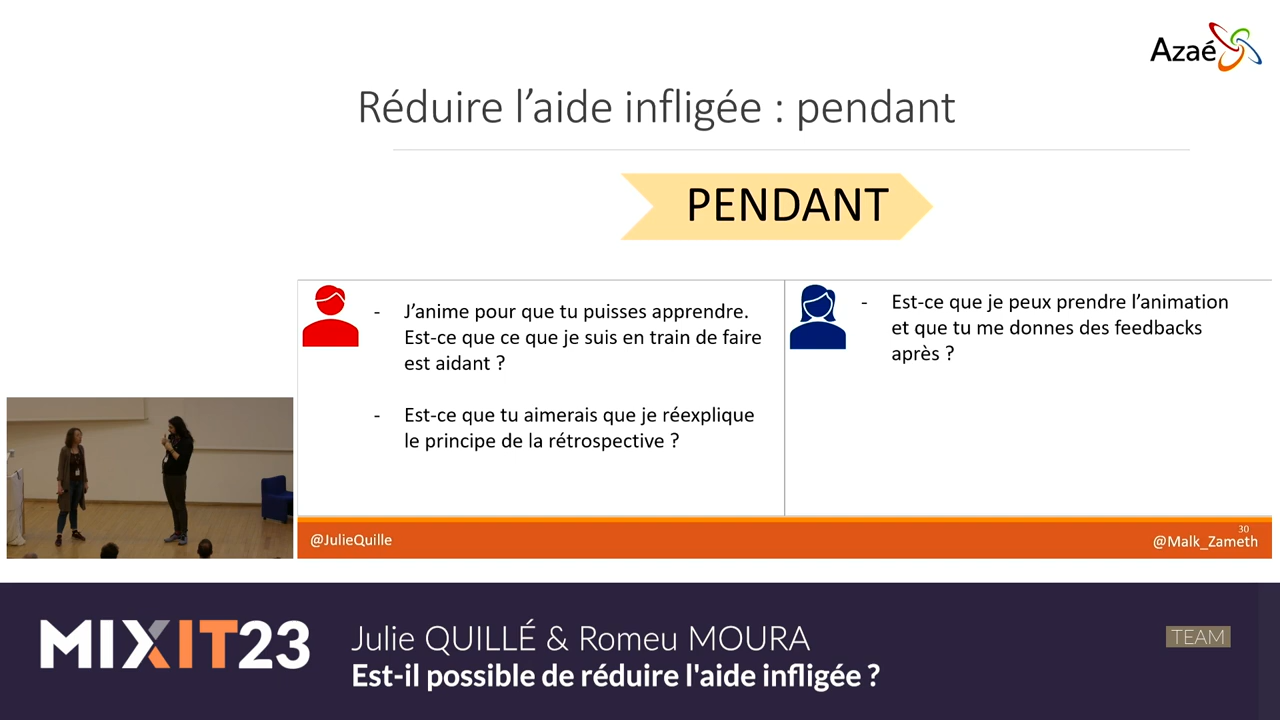 Azaé
Réduire l’aide infligée : pendant
PENDANT
- J’anime pour que tu puisses apprendre.
Est-ce que ce que je suis en train de faire
est aidant ?
- Est-ce que tu aimerais que je réexplique
le principe de la rétrospective ?
- Est-ce que je peux prendre l’animation
et que tu me donnes des feedbacks
après ?
@JulieQuille
30
@Malk_Zameth
MIXIT23
Julie QUILLÉ & Romeu MOURA
TEAM
Est-il possible de réduire l'aide infligée ?